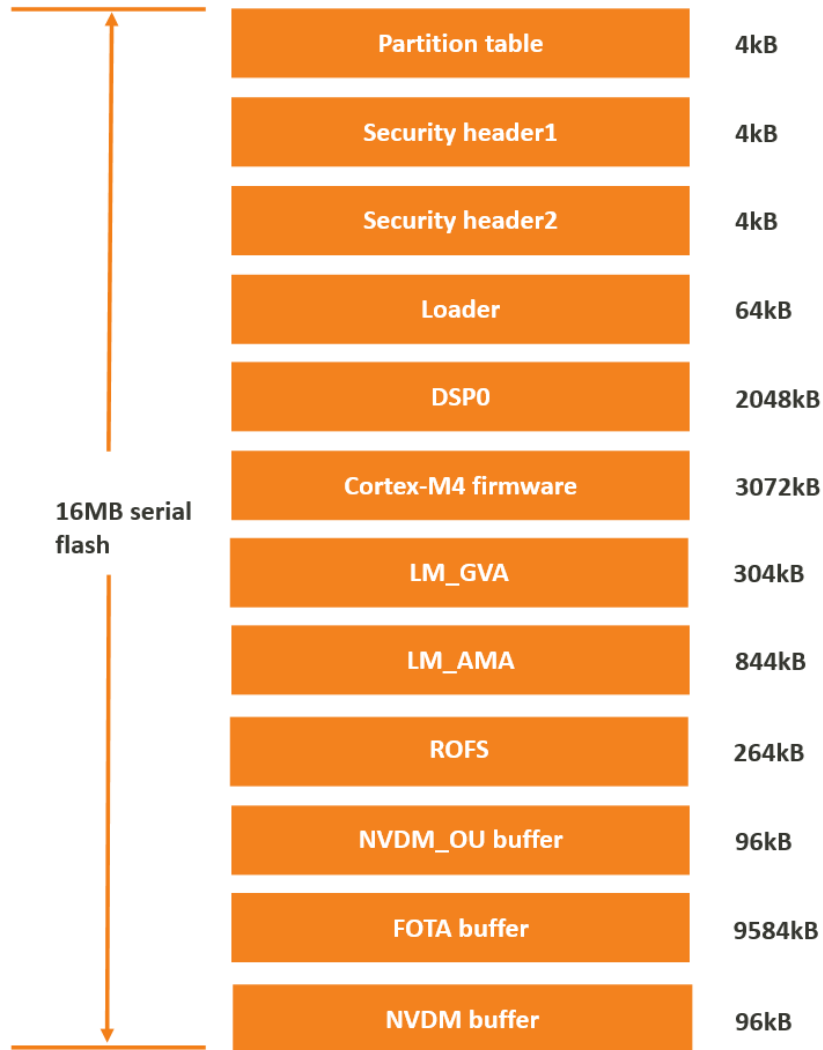 Partition table 4kB
Security header1 4kB
Security header2 4kB
Loader 64kB
DSP0 2048kB
Cortex-M4 firmware 3072kB
16MB serial
flash
LM_GVA 304kB
LM_AMA 844kB
ROFS 264kB
NVDM_OU buffer 96kB
FOTA buffer 9584kB
NVDM buffer 96kB